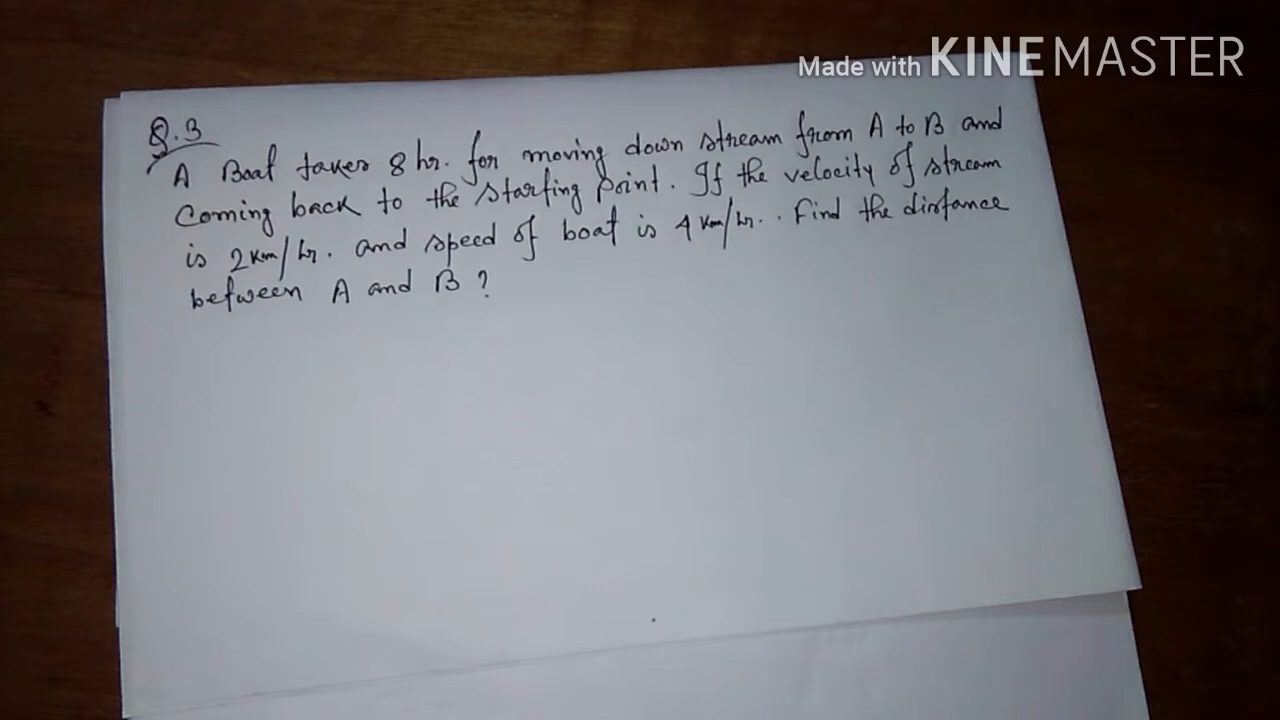 Made with KINEMASTER
Q.3
A Boat takes 8 hr. for moving down stream from A to B and
Coming back to the starting point. If the velocity of stream
is 2 km/hr. and speed of boat is 4 km/hr.. Find the distance
between A and B ?